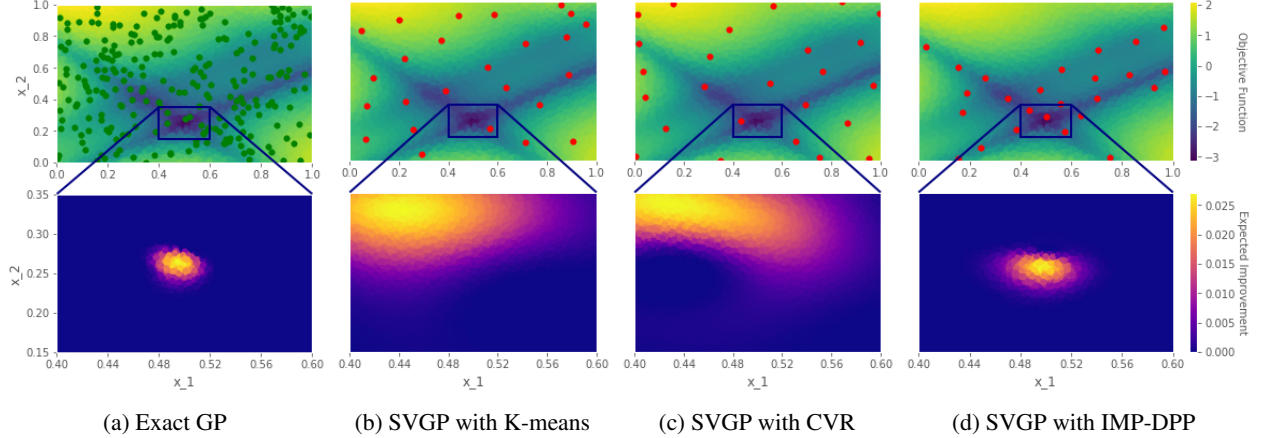 1.0
0.8
0.6
0.4
0.2
0.0
x_2
0.0 0.2 0.4 0.6 0.8 1.0
0.0 0.2 0.4 0.6 0.8 1.0
0.0 0.2 0.4 0.6 0.8 1.0
0.0 0.2 0.4 0.6 0.8 1.0
2
1
0
−1
−2
−3
Objective Function
0.35
0.30
0.25
0.20
0.15
x_2
0.40 0.44 0.48 0.52 0.56 0.60
0.40 0.44 0.48 0.52 0.56 0.60
0.40 0.44 0.48 0.52 0.56 0.60
0.40 0.44 0.48 0.52 0.56 0.60
x_1
x_1
x_1
x_1
0.025
0.020
0.015
0.010
0.005
0.000
Expected Improvement
(a) Exact GP
(b) SVGP with K-means
(c) SVGP with CVR
(d) SVGP with IMP-DPP